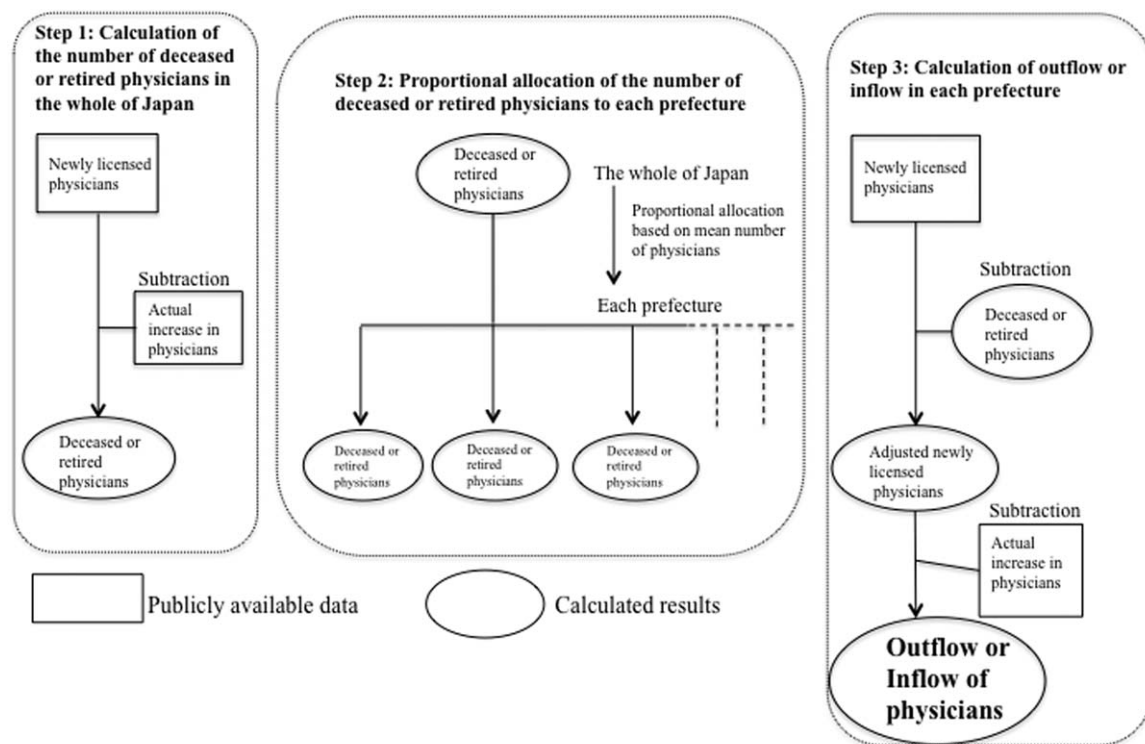 Step 1: Calculation of
the number of deceased
or retired physicians in
the whole of Japan
Newly licensed
physicians
Subtraction
Actual
increase in
physicians
Deceased or
retired
physicians
Step 2: Proportional allocation of the number of
deceased or retired physicians to each prefecture
Deceased or
retired
physicians
The whole of Japan
Proportional allocation
based on mean number
of physicians
Each prefecture
Deceased or
retired
physicians
Deceased or
retired
physicians
Deceased or
retired
physicians
Step 3: Calculation of outflow or
inflow in each prefecture
Newly licensed
physicians
Subtraction
Deceased or
retired
physicians
Adjusted newly
licensed
physicians
Subtraction
Actual
increase in
physicians
Outflow or
Inflow of
physicians
Publicly available data
Calculated results